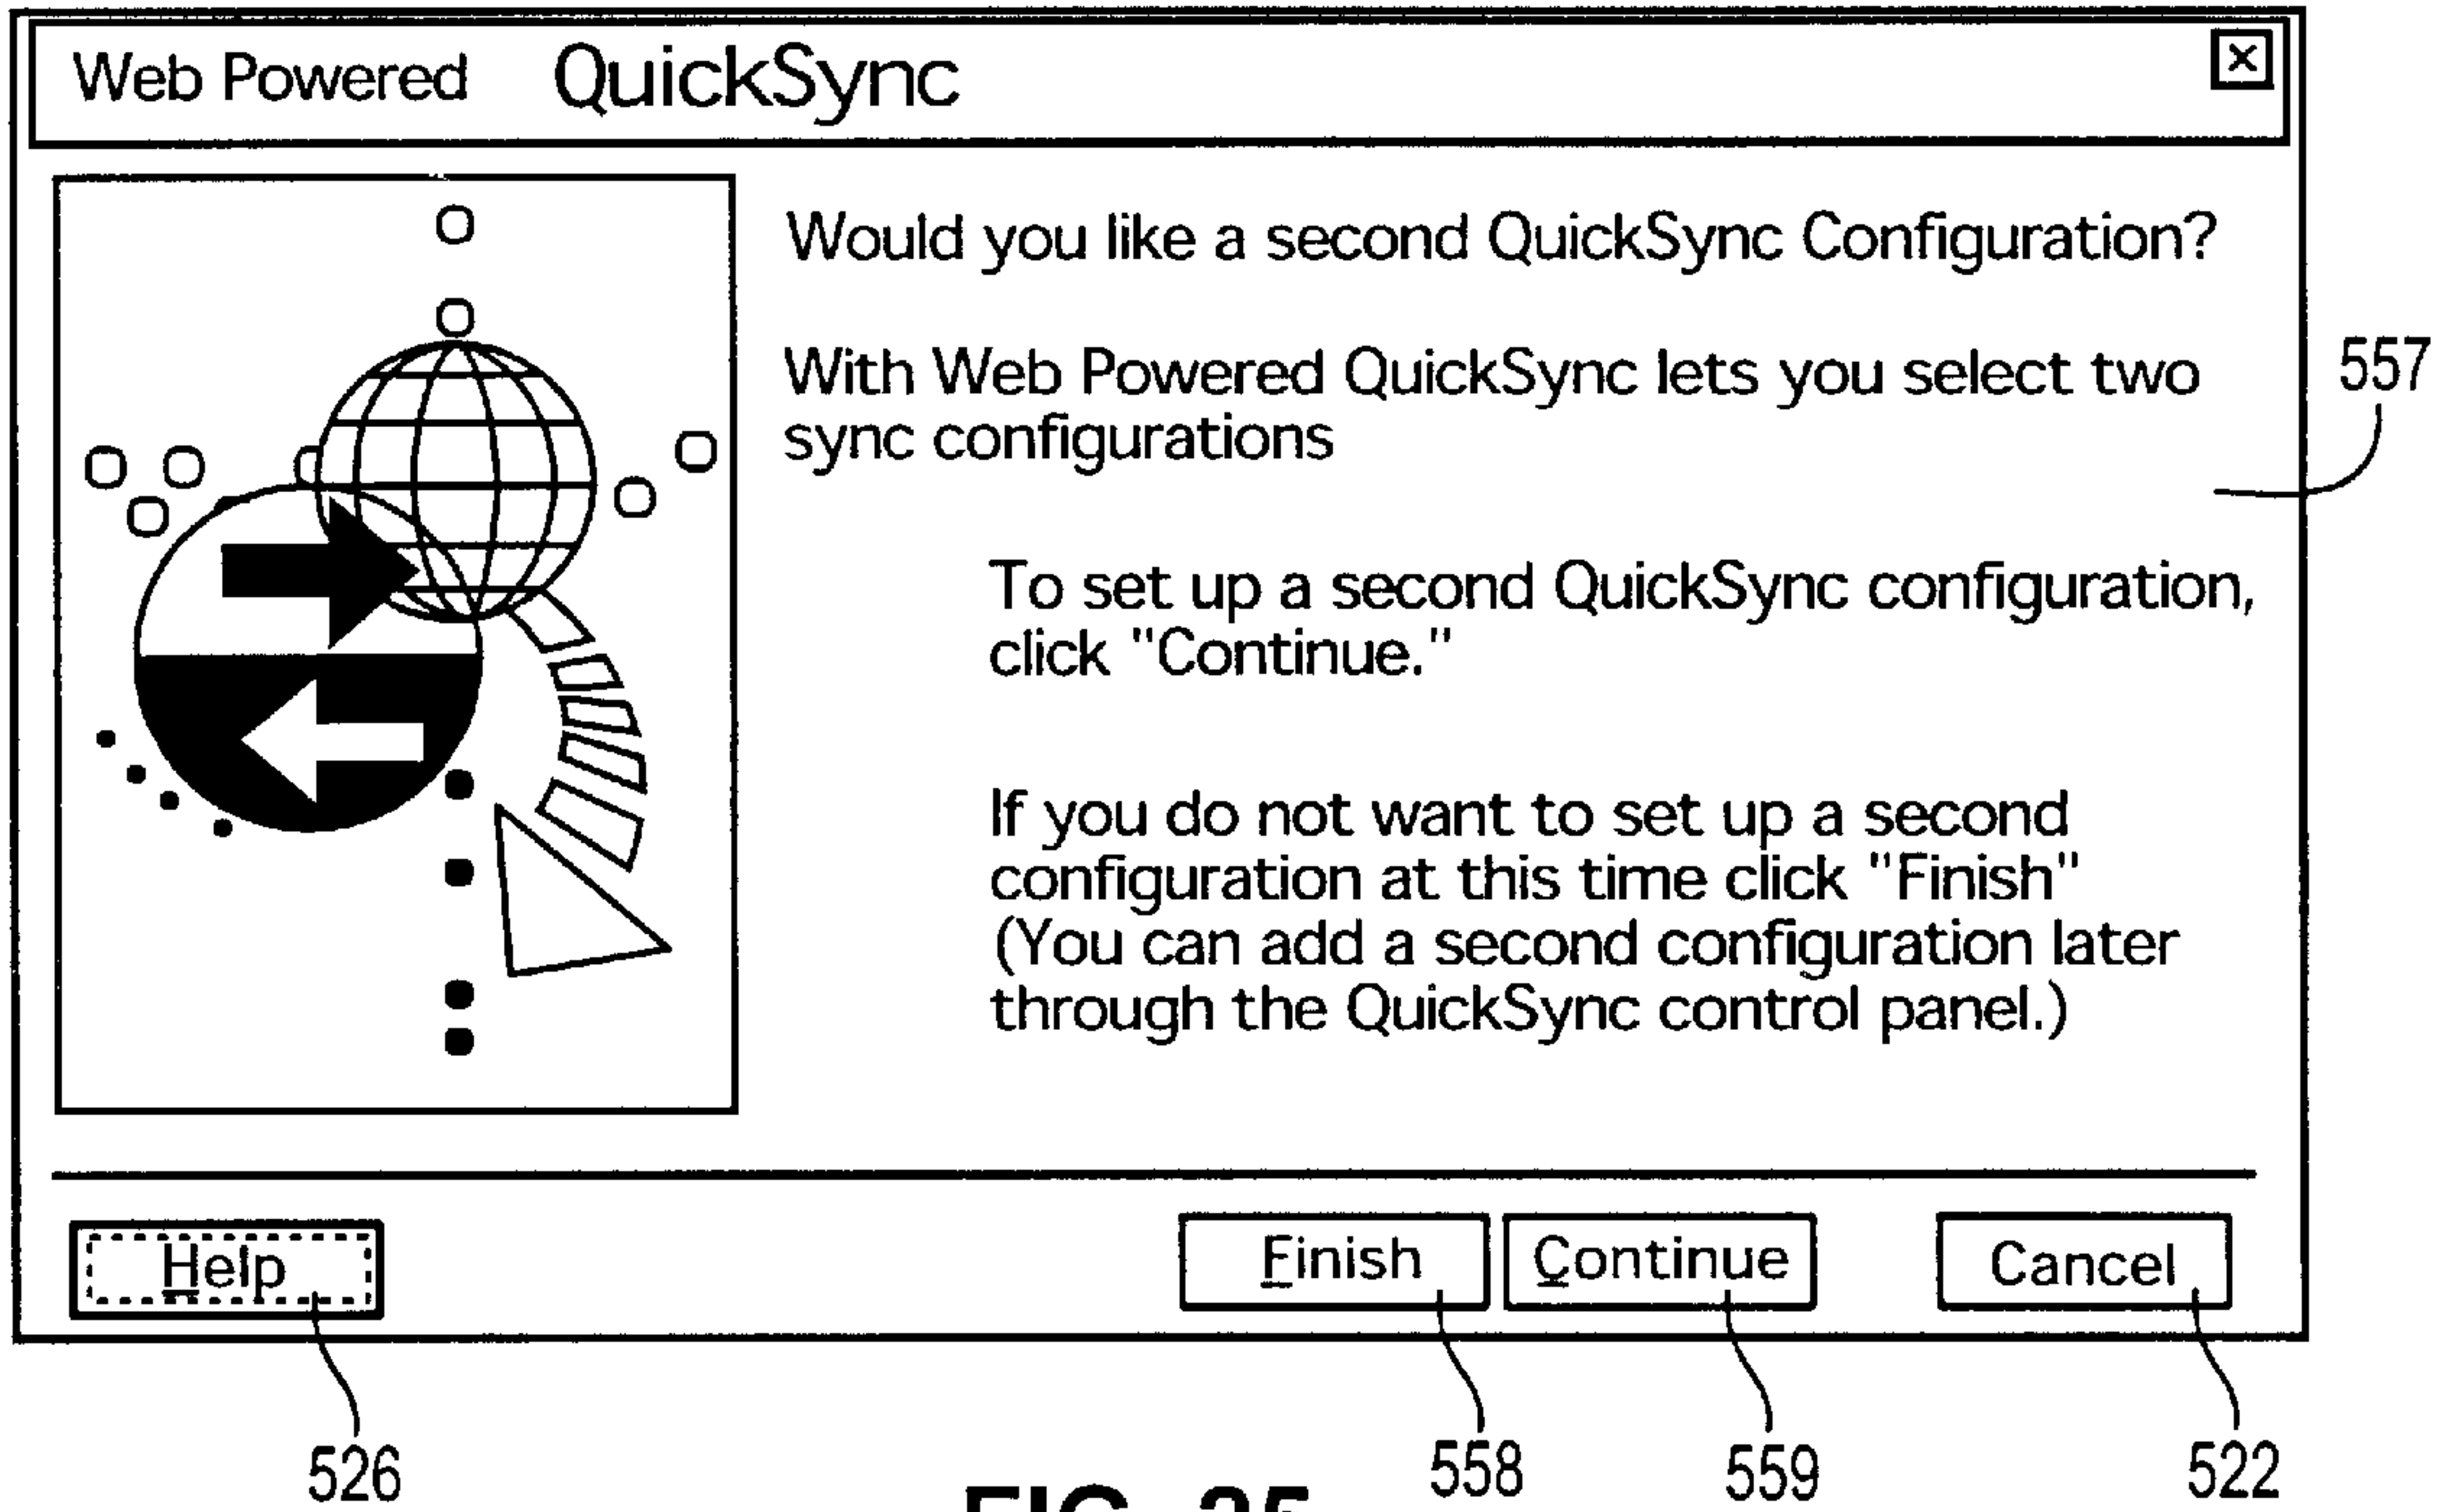 Web Powered QuickSync
Would you like a second QuickSync Configuration?
With Web Powered QuickSync lets you select two
sync configurations
557
To set up a second QuickSync configuration,
click "Continue."
If you do not want to set up a second
configuration at this time click "Finish"
(You can add a second configuration later
through the QuickSync control panel.)
Help Finish Continue Cancel
526 558 559 522